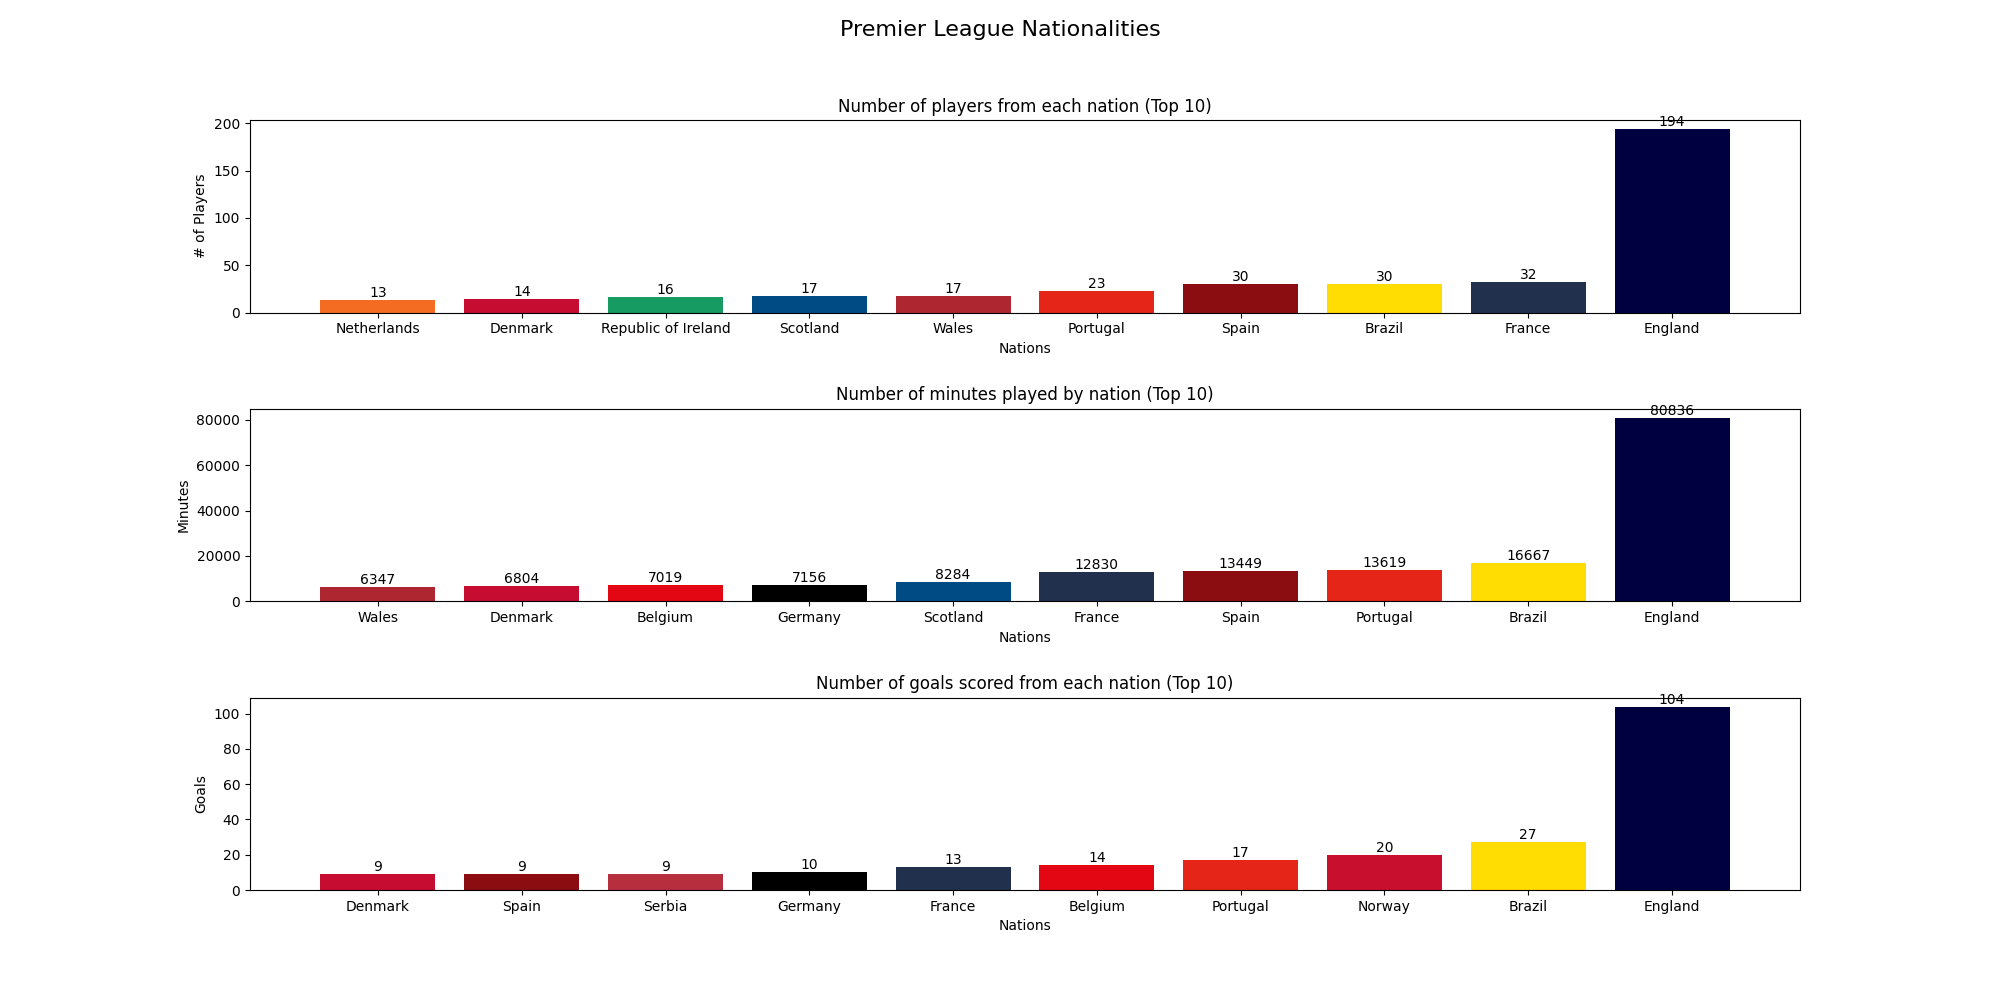 Premier League Nationalities
Number of players from each nation (Top 10)
200
150
100
50
0
# of Players
13 14 16 17 17 23 30 30 32 194
Netherlands Denmark Republic of Ireland Scotland Wales Portugal Spain Brazil France England
Nations
Number of minutes played by nation (Top 10)
80000
60000
40000
20000
0
Minutes
6347 6804 7019 7156 8284 12830 13449 13619 16667 80836
Wales Denmark Belgium Germany Scotland France Spain Portugal Brazil England
Nations
Number of goals scored from each nation (Top 10)
100
80
60
40
20
0
Goals
9 9 9 10 13 14 17 20 27 104
Denmark Spain Serbia Germany France Belgium Portugal Norway Brazil England
Nations